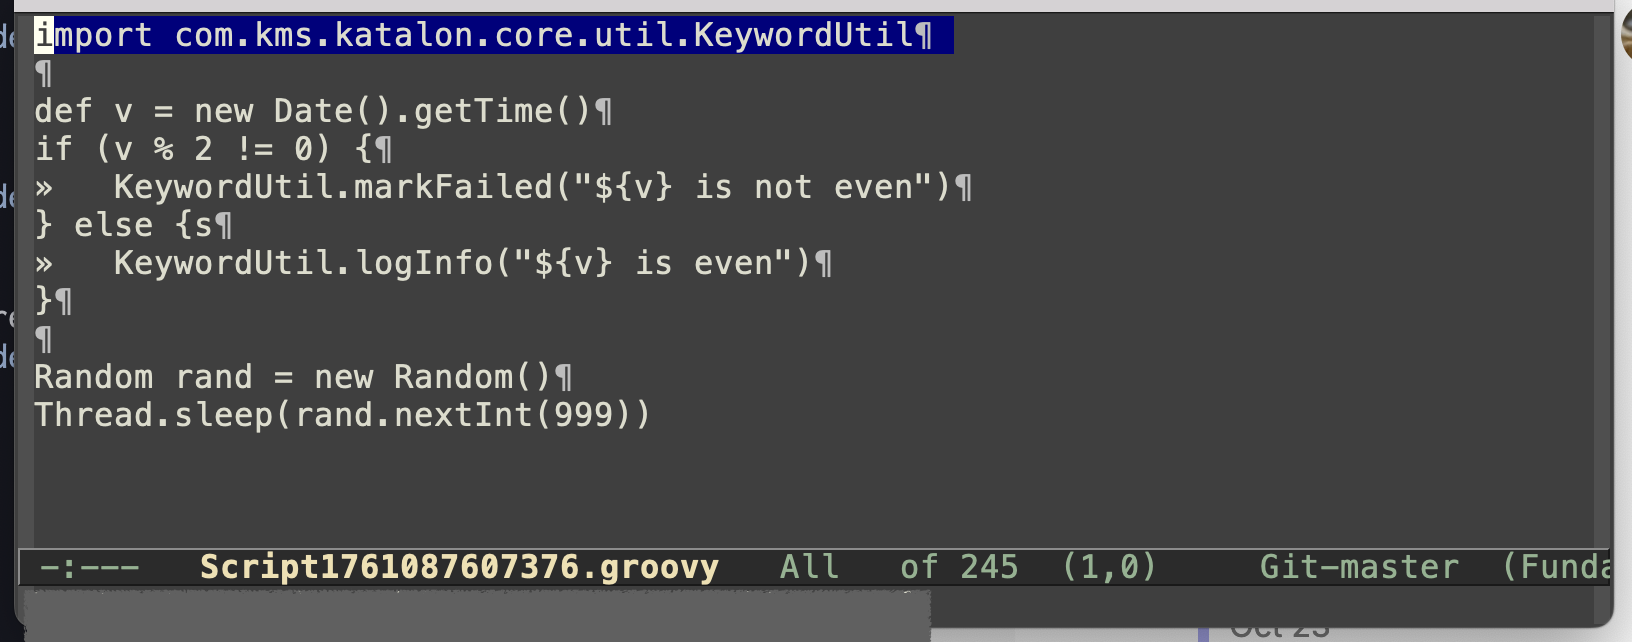 import com.kms.katalon.core.util.KeywordUtil¶
¶
def v = new Date().getTime()¶
if (v % 2 != 0) {¶
»   KeywordUtil.markFailed("${v} is not even")¶
} else {s¶
»   KeywordUtil.logInfo("${v} is even")¶
}¶
¶
Random rand = new Random()¶
Thread.sleep(rand.nextInt(999))
-:---   Script1761087607376.groovy   All   of 245  (1,0)     Git-master  (Funda
Oct 23